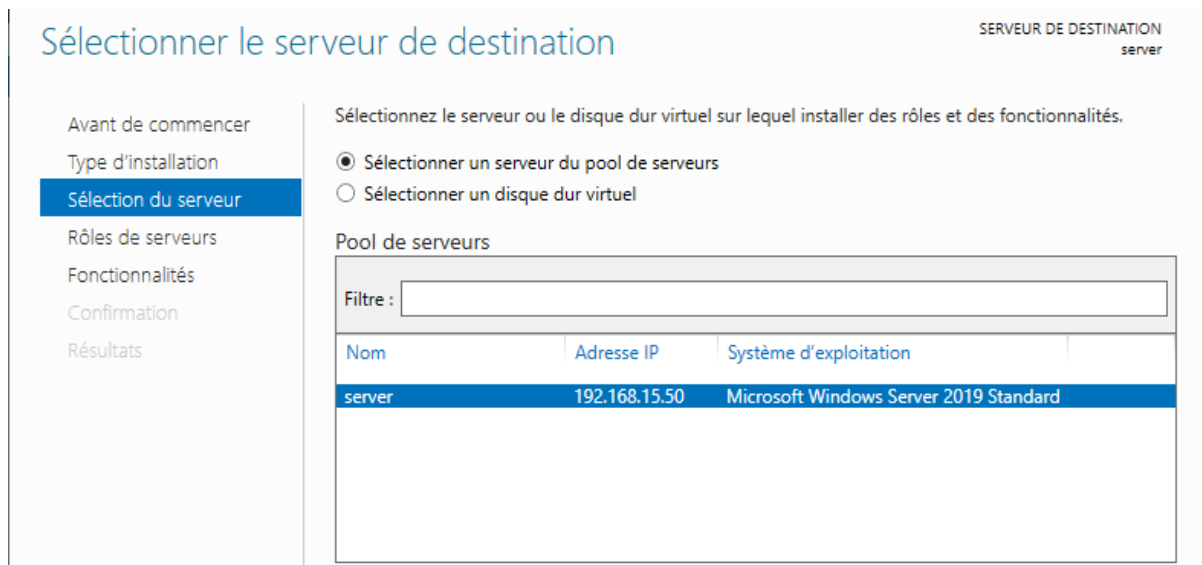 Sélectionner le serveur de destination
SERVEUR DE DESTINATION
server
Avant de commencer
Type d'installation
Sélection du serveur
Rôles de serveurs
Fonctionnalités
Confirmation
Résultats
Sélectionnez le serveur ou le disque dur virtuel sur lequel installer des rôles et des fonctionnalités.
Sélectionner un serveur du pool de serveurs
Sélectionner un disque dur virtuel
Pool de serveurs
Filtre :
Nom Adresse IP Système d'exploitation
server 192.168.15.50 Microsoft Windows Server 2019 Standard